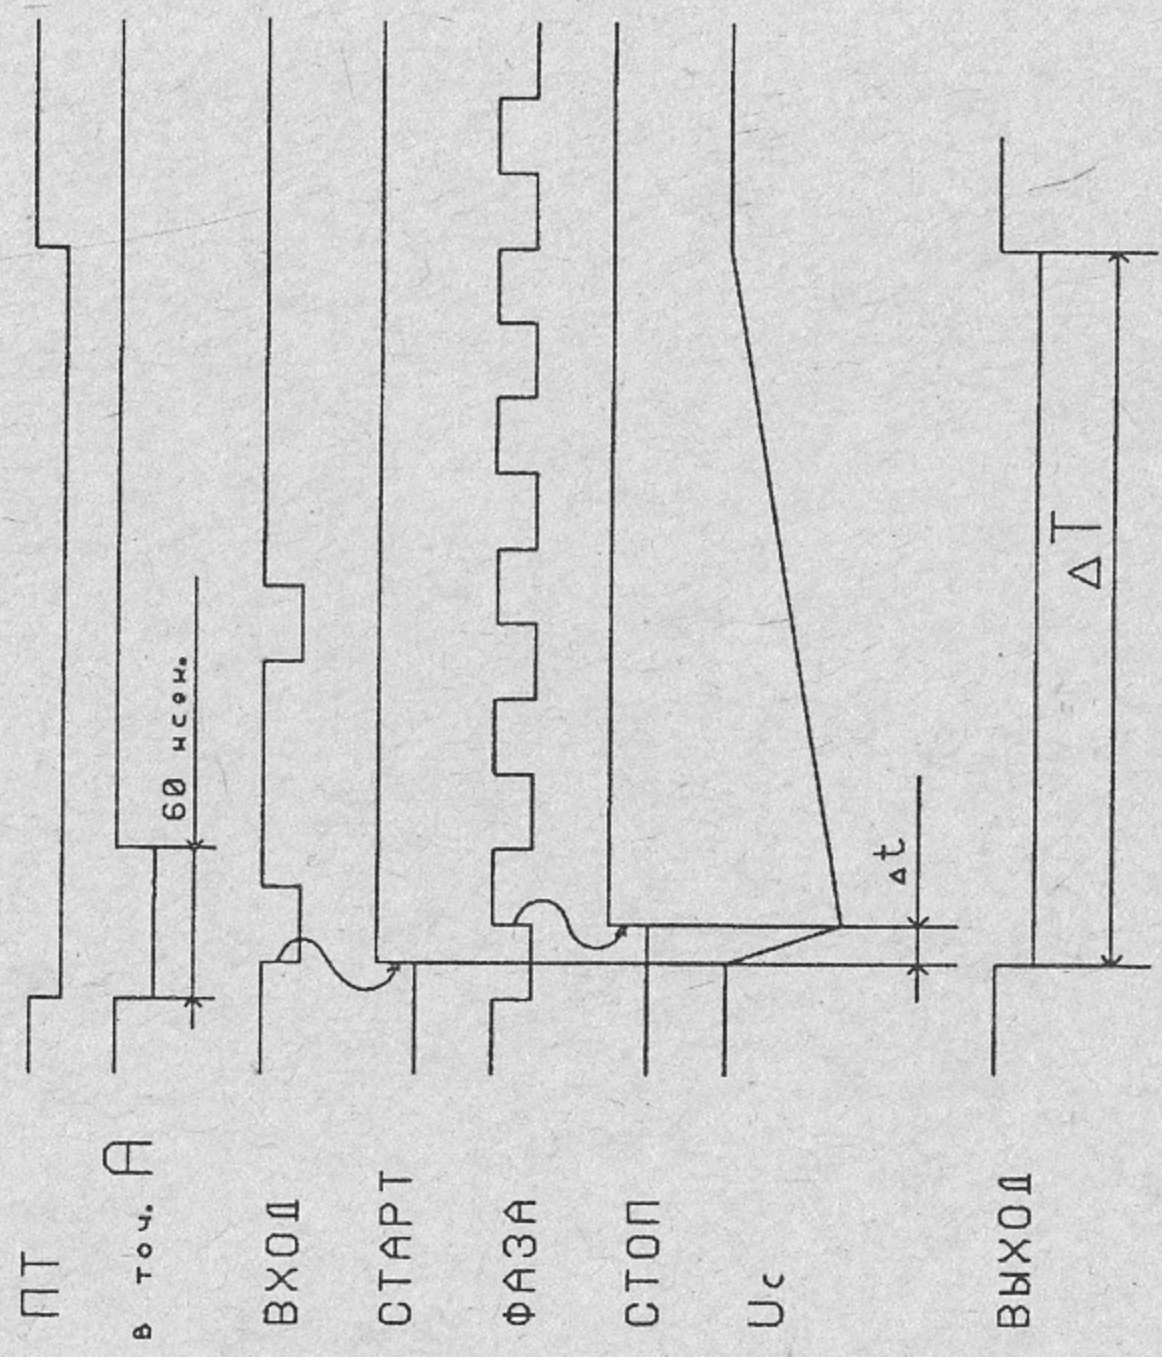 ПТ
в точ. А
60 нсек.
ВХОД
СТАРТ
ФАЗА
СТОП
Uc
Δt
ВЫХОД
ΔT